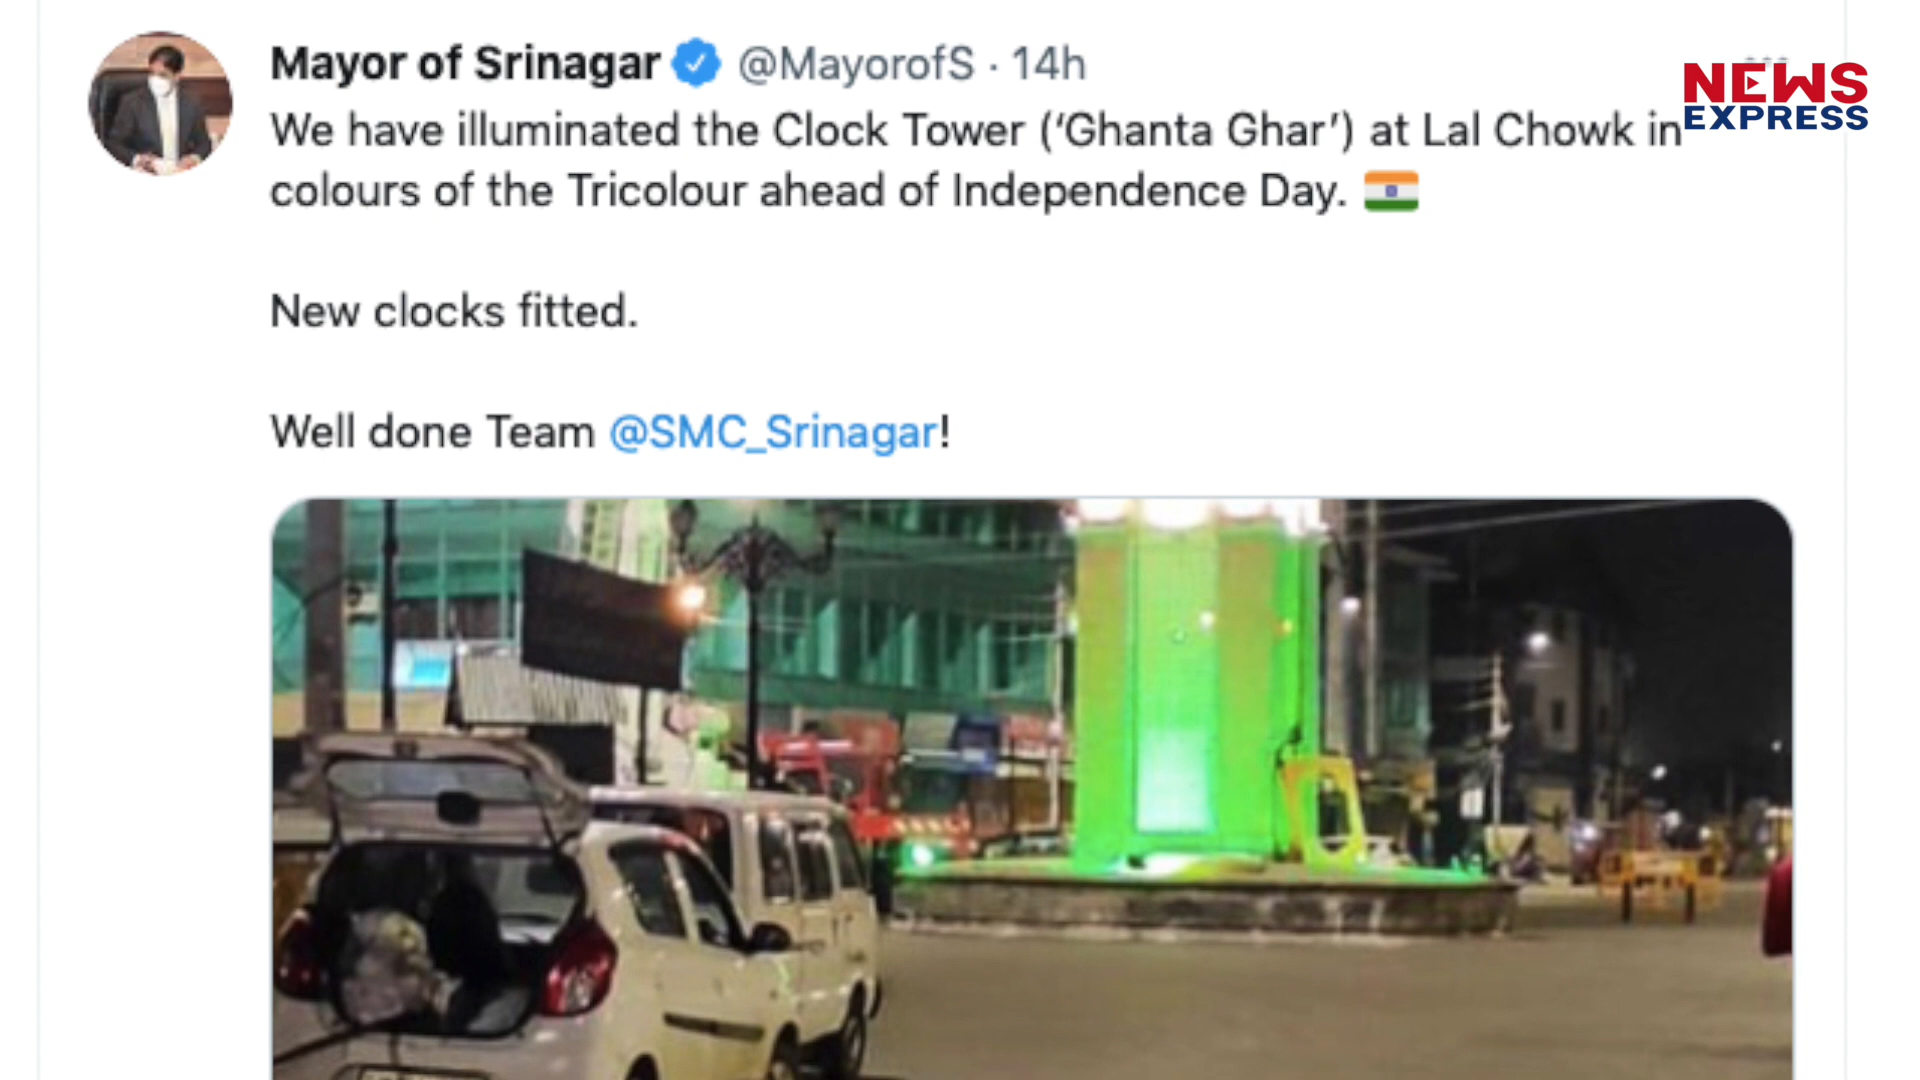 Mayor of Srinagar @MayorofS · 14h
NEWS
EXPRESS
We have illuminated the Clock Tower (‘Ghanta Ghar’) at Lal Chowk in
colours of the Tricolour ahead of Independence Day. 🇮🇳
New clocks fitted.
Well done Team @SMC_Srinagar!